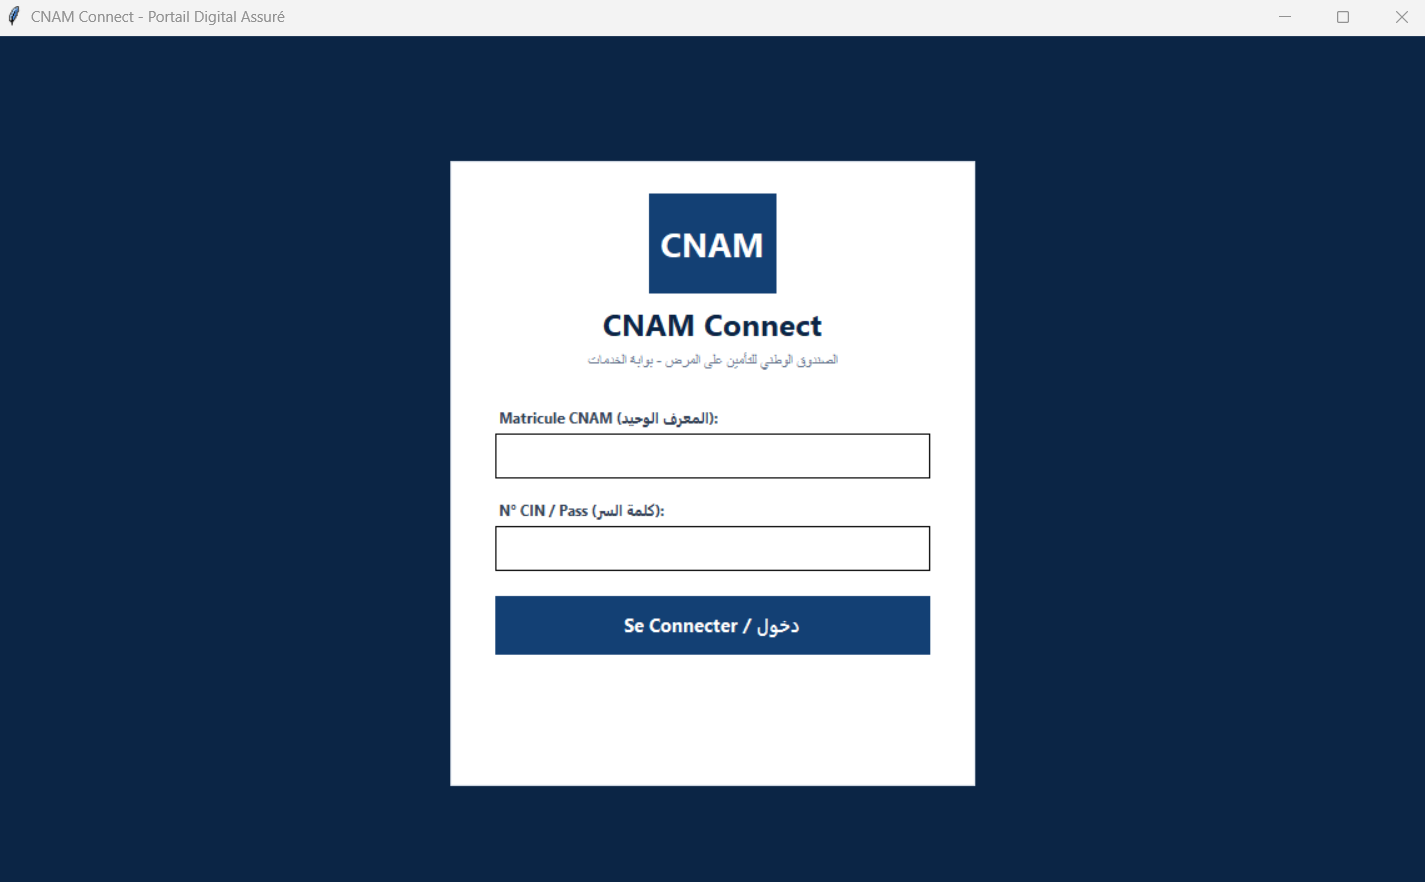 CNAM Connect - Portail Digital Assuré
CNAM
CNAM Connect
الصندوق الوطني للتأمين على المرض - بوابة الخدمات
Matricule CNAM (المعرف الوحيد):
N° CIN / Pass (كلمة السر):
Se Connecter / دخول